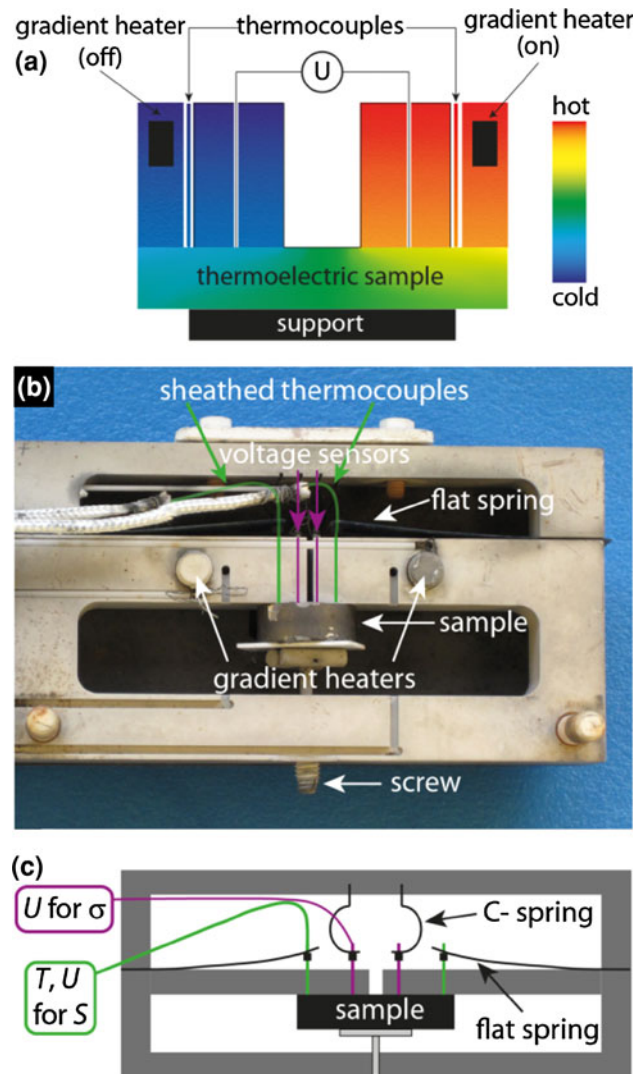 gradient heater
(off)
thermocouples
gradient heater
(on)
(a)
U
hot
thermoelectric sample
cold
support
(b)
sheathed thermocouples
voltage sensors
flat spring
sample
gradient heaters
screw
(c)
U for σ
C- spring
T, U
for S
sample
flat spring